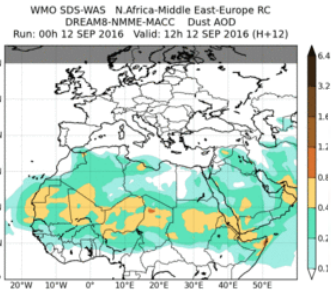 WMO SDS-WAS N.Africa-Middle East-Europe RC
DREAM8-NMME-MACC Dust AOD
Run: 00h 12 SEP 2016 Valid: 12h 12 SEP 2016 (H+12)
6.4
3.2
1.6
1.2
0.8
0.4
0.2
0.1
20°W 10°W 0° 10°E 20°E 30°E 40°E 50°E